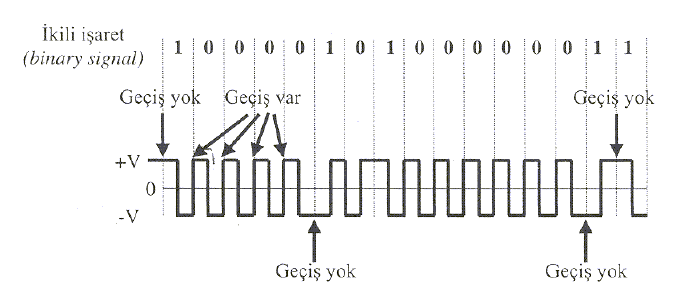 İkili işaret
(binary signal)
1 0 0 0 0 1 0 1 0 0 0 0 0 0 1 1
Geçiş yok Geçiş var Geçiş yok
+V
0
-V
Geçiş yok Geçiş yok